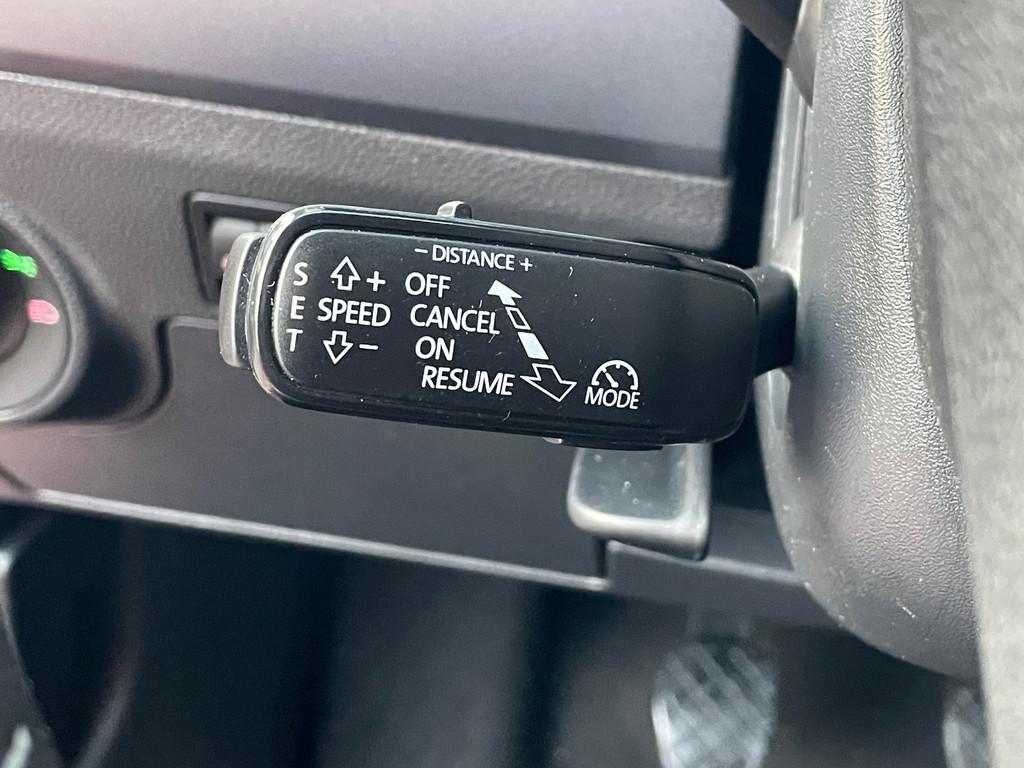 − DISTANCE +
S + OFF
E SPEED CANCEL
T − ON
RESUME
MODE